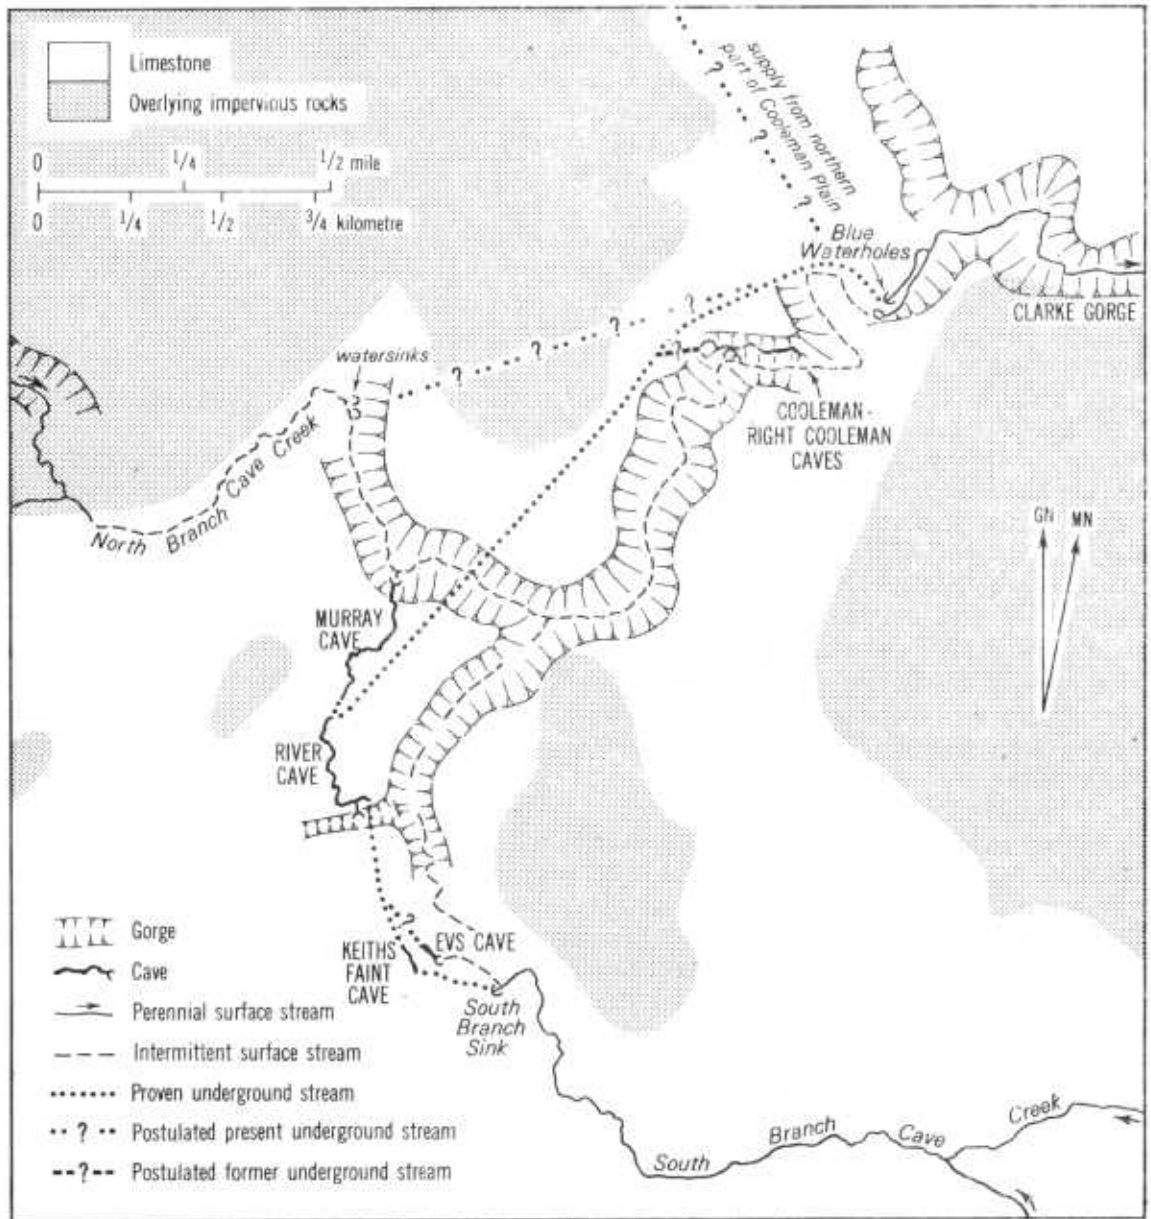 Limestone
Overlying impervious rocks
0 1/4 1/2 mile
0 1/4 1/2 3/4 kilometre
supply from northern
part of Cooleman Plain
?
?
?
Blue
Waterholes
CLARKE GORGE
?
?
?
?
watersinks
COOLEMAN-
RIGHT COOLEMAN
CAVES
North Branch Cave Creek
GN MN
MURRAY
CAVE
RIVER
CAVE
EVS CAVE
KEITHS
FAINT
CAVE
South
Branch
Sink
South Branch Cave Creek
Gorge
Cave
Perennial surface stream
Intermittent surface stream
Proven underground stream
? Postulated present underground stream
? Postulated former underground stream